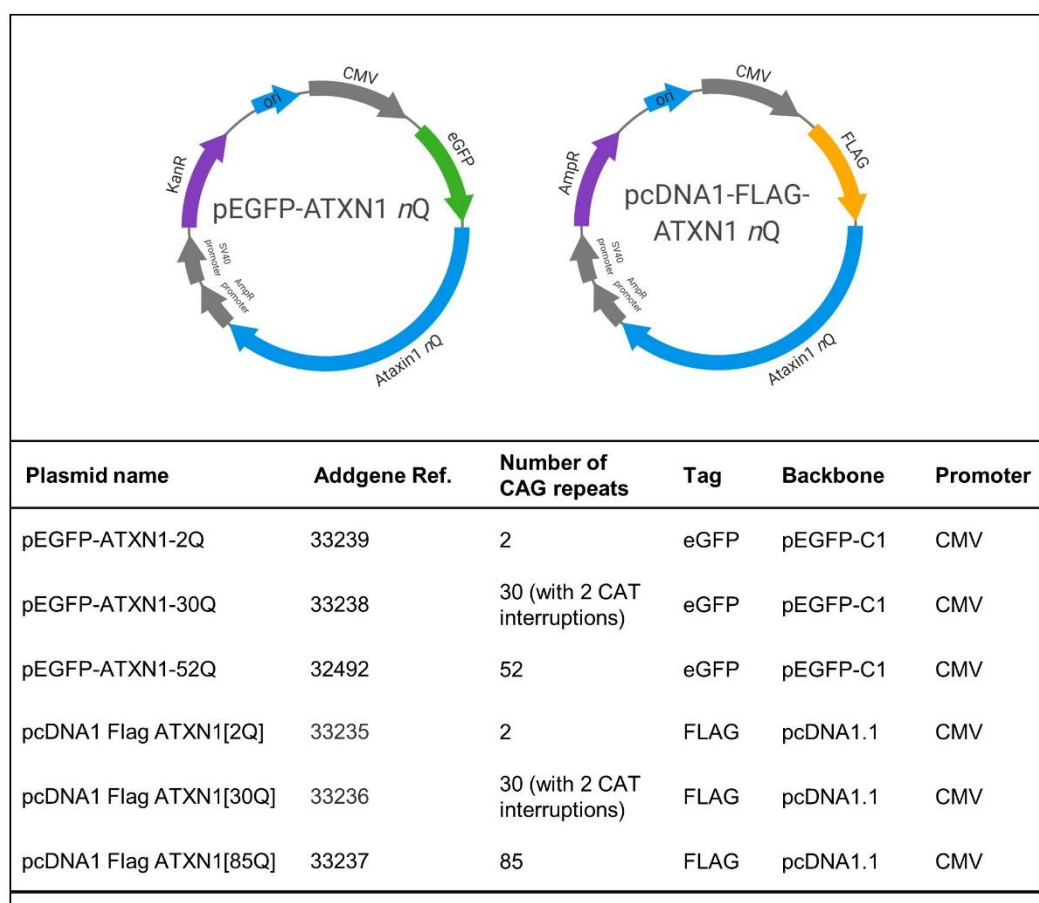 CMV
ori
eGFP
KanR
pEGFP-ATXN1 nQ
SV40
promoter
AmpR
promoter
Ataxin1 nQ
CMV
ori
FLAG
AmpR
pcDNA1-FLAG-
ATXN1 nQ
SV40
promoter
AmpR
promoter
Ataxin1 nQ
Plasmid name Addgene Ref. Number of CAG repeats Tag Backbone Promoter
pEGFP-ATXN1-2Q 33239 2 eGFP pEGFP-C1 CMV
pEGFP-ATXN1-30Q 33238 30 (with 2 CAT interruptions) eGFP pEGFP-C1 CMV
pEGFP-ATXN1-52Q 32492 52 eGFP pEGFP-C1 CMV
pcDNA1 Flag ATXN1[2Q] 33235 2 FLAG pcDNA1.1 CMV
pcDNA1 Flag ATXN1[30Q] 33236 30 (with 2 CAT interruptions) FLAG pcDNA1.1 CMV
pcDNA1 Flag ATXN1[85Q] 33237 85 FLAG pcDNA1.1 CMV